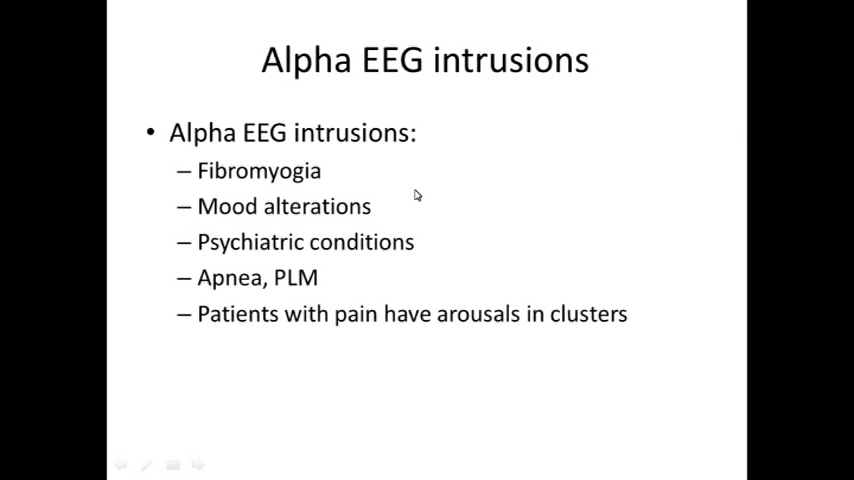 Alpha EEG intrusions
• Alpha EEG intrusions:
– Fibromyogia
– Mood alterations
– Psychiatric conditions
– Apnea, PLM
– Patients with pain have arousals in clusters